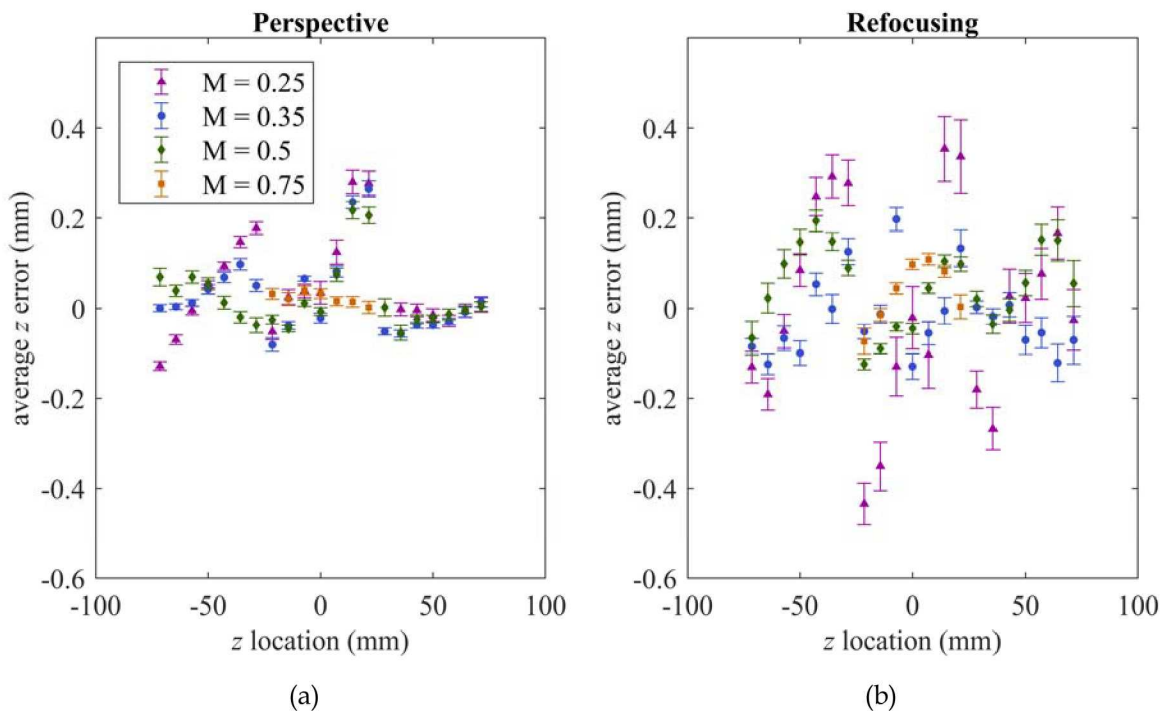 Perspective
M = 0.25
M = 0.35
M = 0.5
M = 0.75
0.4
0.2
0
-0.2
-0.4
-0.6
average z error (mm)
-100 -50 0 50 100
z location (mm)
(a)
Refocusing
0.4
0.2
0
-0.2
-0.4
-0.6
average z error (mm)
-100 -50 0 50 100
z location (mm)
(b)